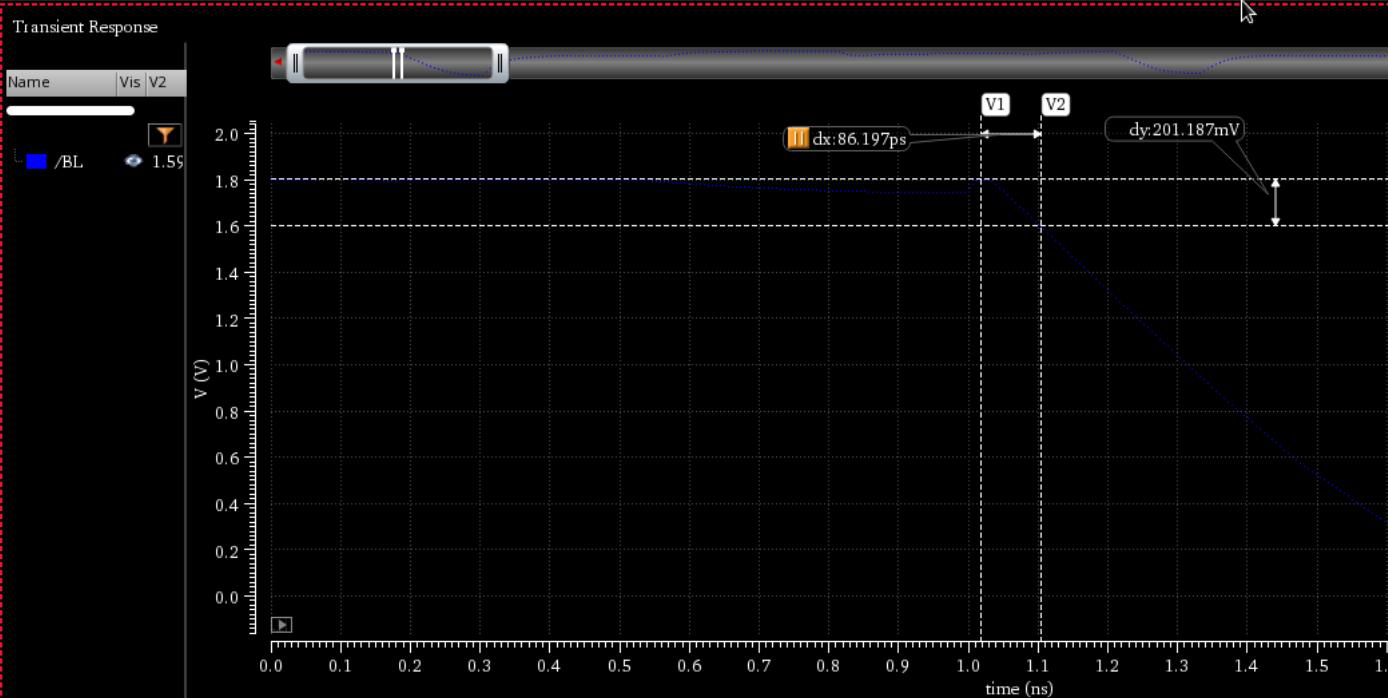 Transient Response
Name Vis V2
/BL 1.59
V1 V2
dx:86.197ps
dy:201.187mV
2.0
1.8
1.6
1.4
1.2
1.0
0.8
0.6
0.4
0.2
0.0
V (V)
0.0 0.1 0.2 0.3 0.4 0.5 0.6 0.7 0.8 0.9 1.0 1.1 1.2 1.3 1.4 1.5 1.
time (ns)